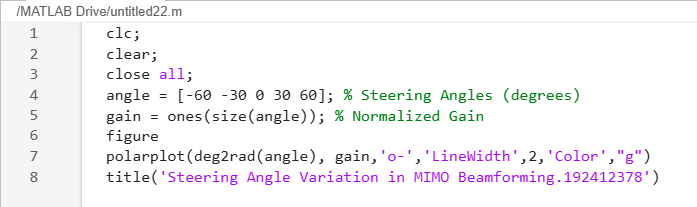 /MATLAB Drive/untitled22.m
1 clc;
2 clear;
3 close all;
4 angle = [-60 -30 0 30 60]; % Steering Angles (degrees)
5 gain = ones(size(angle)); % Normalized Gain
6 figure
7 polarplot(deg2rad(angle), gain,'o-','LineWidth',2,'Color',"g")
8 title('Steering Angle Variation in MIMO Beamforming.192412378')